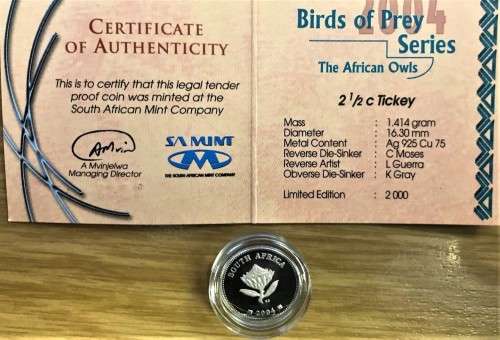 CERTIFICATE
OF AUTHENTICITY
This is to certify that this legal tender
proof coin was minted at the
South African Mint Company
A Mvinjelwa
Managing Director
SA MINT
THE SOUTH AFRICAN MINT COMPANY
2004
Birds of Prey
Series
The African Owls
2 1/2 c Tickey
Mass : 1,414 gram
Diameter : 16.30 mm
Metal Content : Ag 925 Cu 75
Reverse Die-Sinker : C Moses
Reverse Artist : L Guerra
Obverse Die-Sinker : K Gray
Limited Edition : 2 000
SOUTH AFRICA
2004